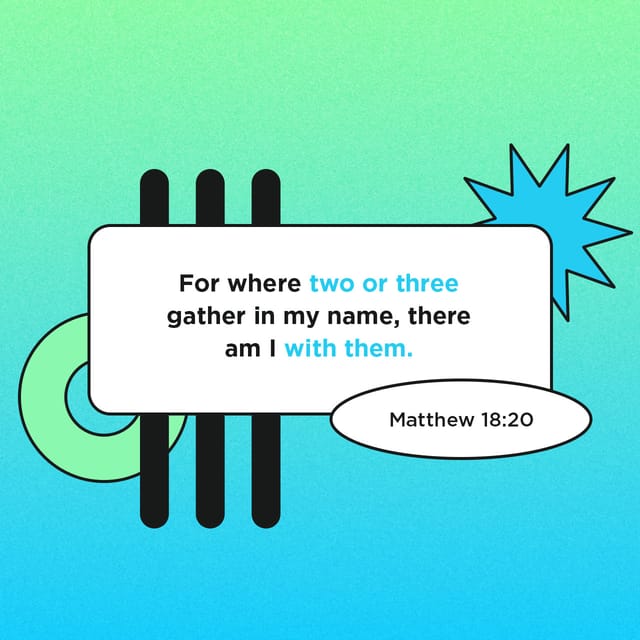 For where two or three
gather in my name, there
am I with them.
Matthew 18:20